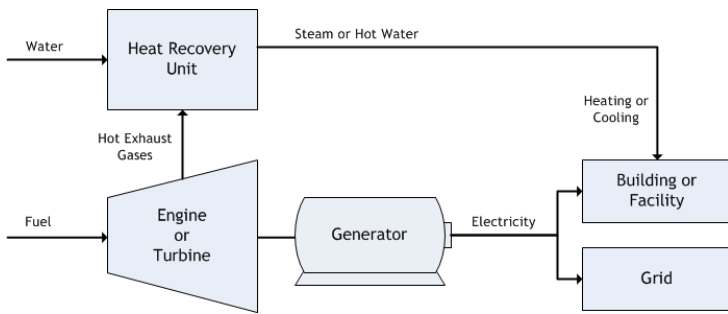 Water
Heat Recovery
Unit
Steam or Hot Water
Heating or
Cooling
Hot Exhaust
Gases
Fuel
Engine
or
Turbine
Generator
Electricity
Building or
Facility
Grid